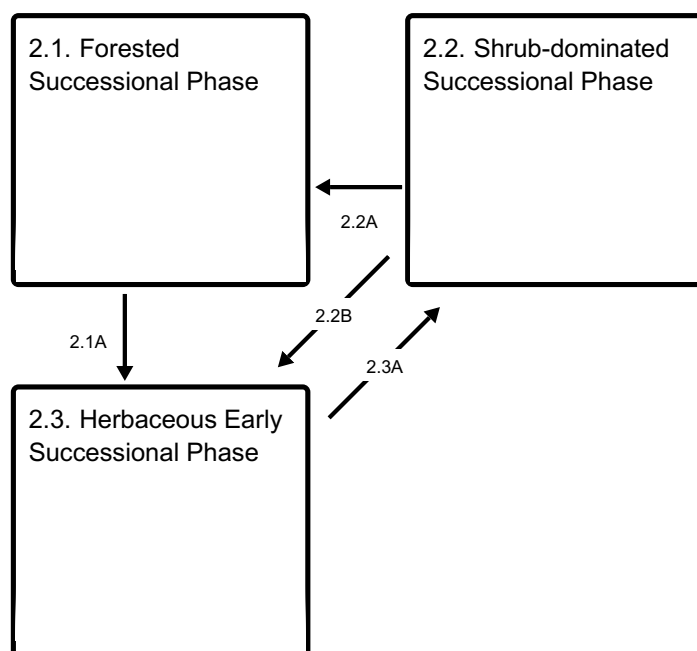 2.1. Forested
Successional Phase
2.2. Shrub-dominated
Successional Phase
2.2A
2.2B
2.1A
2.3A
2.3. Herbaceous Early
Successional Phase